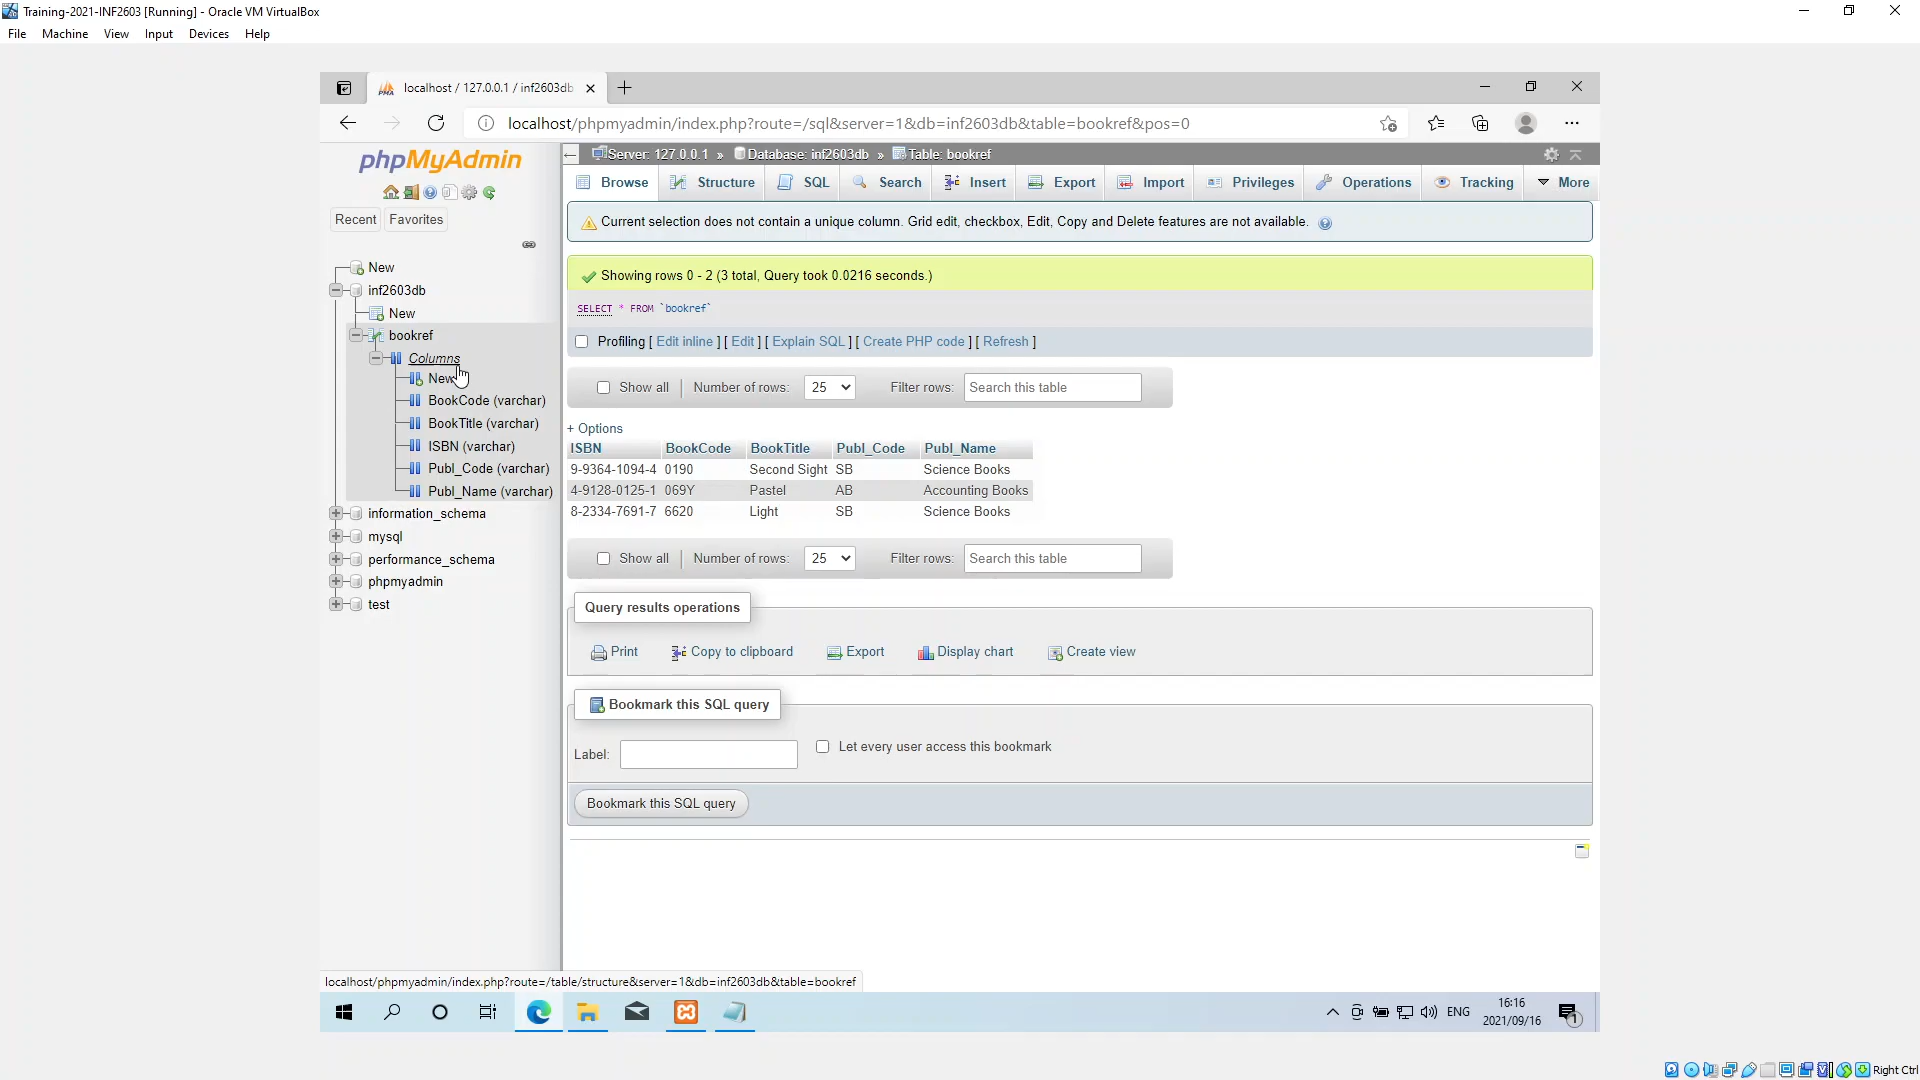 Training-2021-INF2603 [Running] - Oracle VM VirtualBox
File Machine View Input Devices Help
localhost / 127.0.0.1 / inf2603db
localhost/phpmyadmin/index.php?route=/sql&server=1&db=inf2603db&table=bookref&pos=0
phpMyAdmin
Recent Favorites
New
inf2603db
New
bookref
Columns
New
BookCode (varchar)
BookTitle (varchar)
ISBN (varchar)
Publ_Code (varchar)
Publ_Name (varchar)
information_schema
mysql
performance_schema
phpmyadmin
test
Server: 127.0.0.1 » Database: inf2603db » Table: bookref
Browse Structure SQL Search Insert Export Import Privileges Operations Tracking More
Current selection does not contain a unique column. Grid edit, checkbox, Edit, Copy and Delete features are not available.
Showing rows 0 - 2 (3 total, Query took 0.0216 seconds.)
SELECT * FROM `bookref`
Profiling [ Edit inline ] [ Edit ] [ Explain SQL ] [ Create PHP code ] [ Refresh ]
Show all | Number of rows: 25 Filter rows: Search this table
+ Options
ISBN BookCode BookTitle Publ_Code Publ_Name
9-9364-1094-4 0190 Second Sight SB Science Books
4-9128-0125-1 069Y Pastel AB Accounting Books
8-2334-7691-7 6620 Light SB Science Books
Show all | Number of rows: 25 Filter rows: Search this table
Query results operations
Print Copy to clipboard Export Display chart Create view
Bookmark this SQL query
Label: Let every user access this bookmark
Bookmark this SQL query
localhost/phpmyadmin/index.php?route=/table/structure&server=1&db=inf2603db&table=bookref
ENG
16:16
2021/09/16
1
Right Ctrl